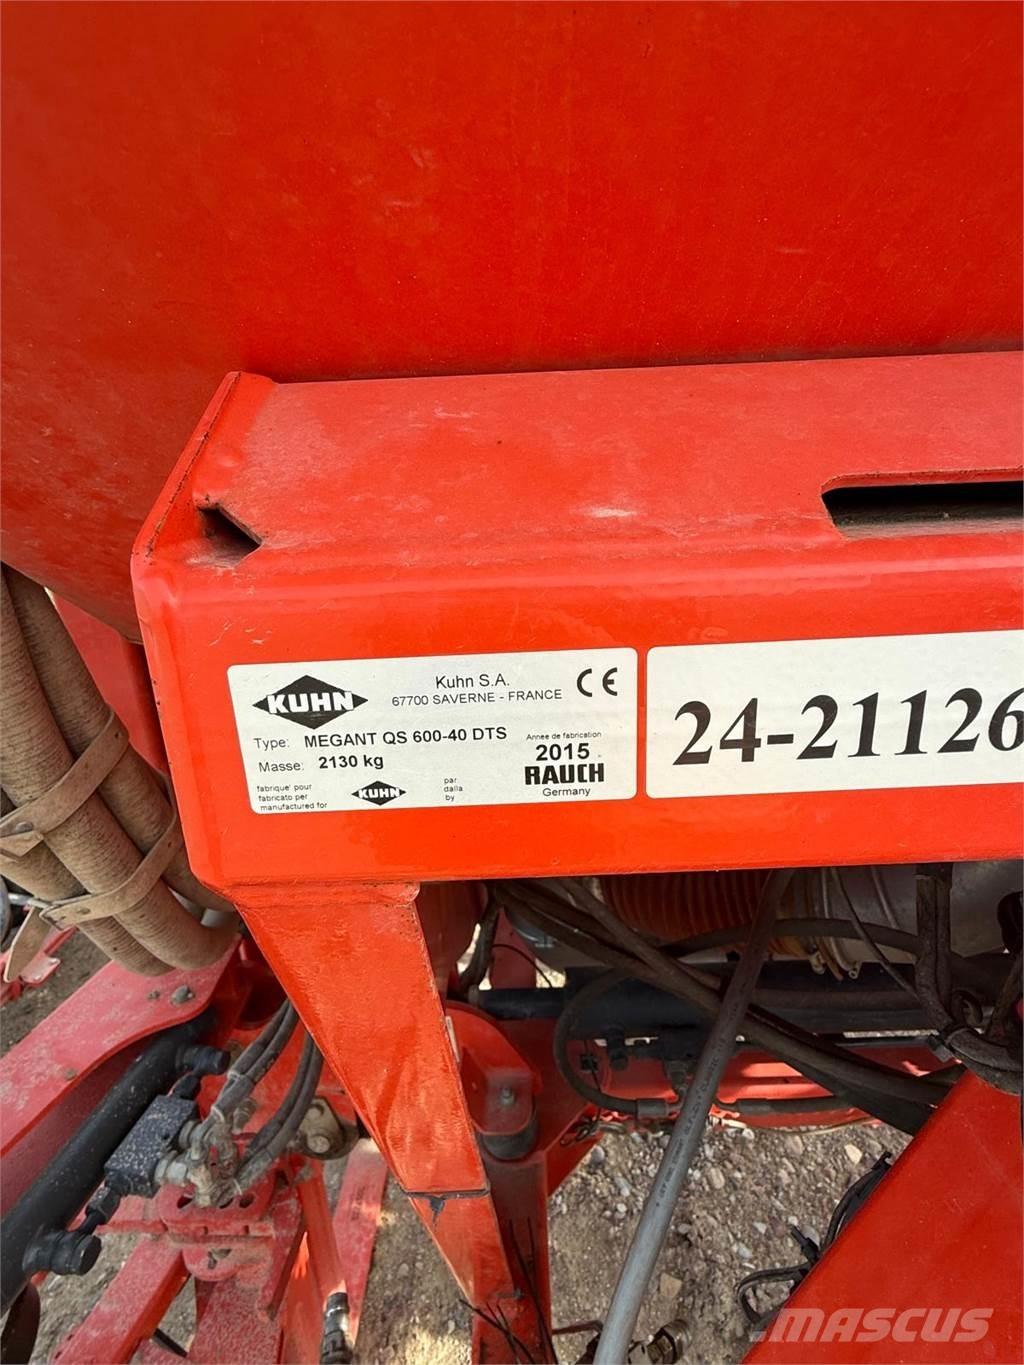 KUHN
Kuhn S.A.
67700 SAVERNE - FRANCE
CE
Type: MEGANT QS 600-40 DTS
Masse: 2130 kg
Annee de fabrication
2015
RAUCH
Germany
fabrique' pour
fabricato per
manufactured for
KUHN
par
dalla
by
24-21126
MASCUS